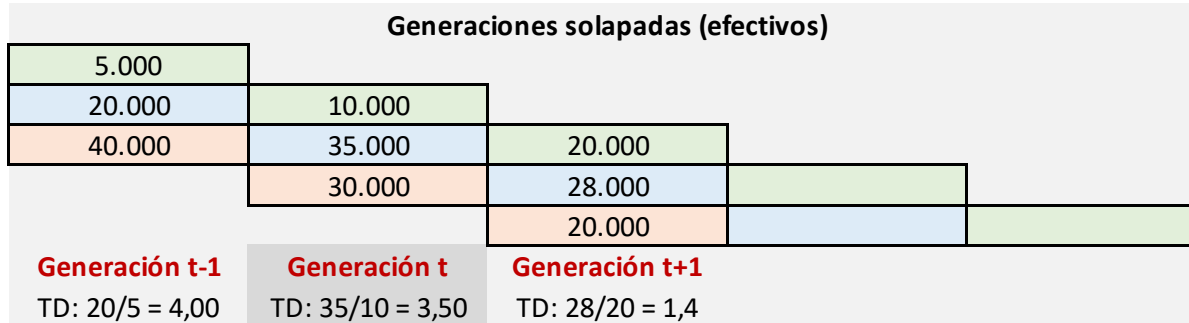 Generaciones solapadas (efectivos)
5.000
20.000 10.000
40.000 35.000 20.000
30.000 28.000
20.000
Generación t-1 Generación t Generación t+1
TD: 20/5 = 4,00 TD: 35/10 = 3,50 TD: 28/20 = 1,4